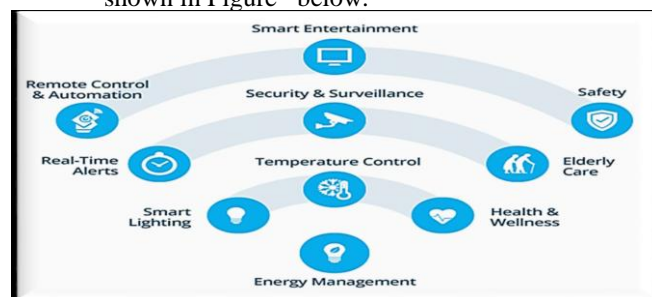 shown in Figure below.
Smart Entertainment
Remote Control
& Automation
Security & Surveillance
Safety
Real-Time
Alerts
Temperature Control
Elderly
Care
Smart
Lighting
Health &
Wellness
Energy Management